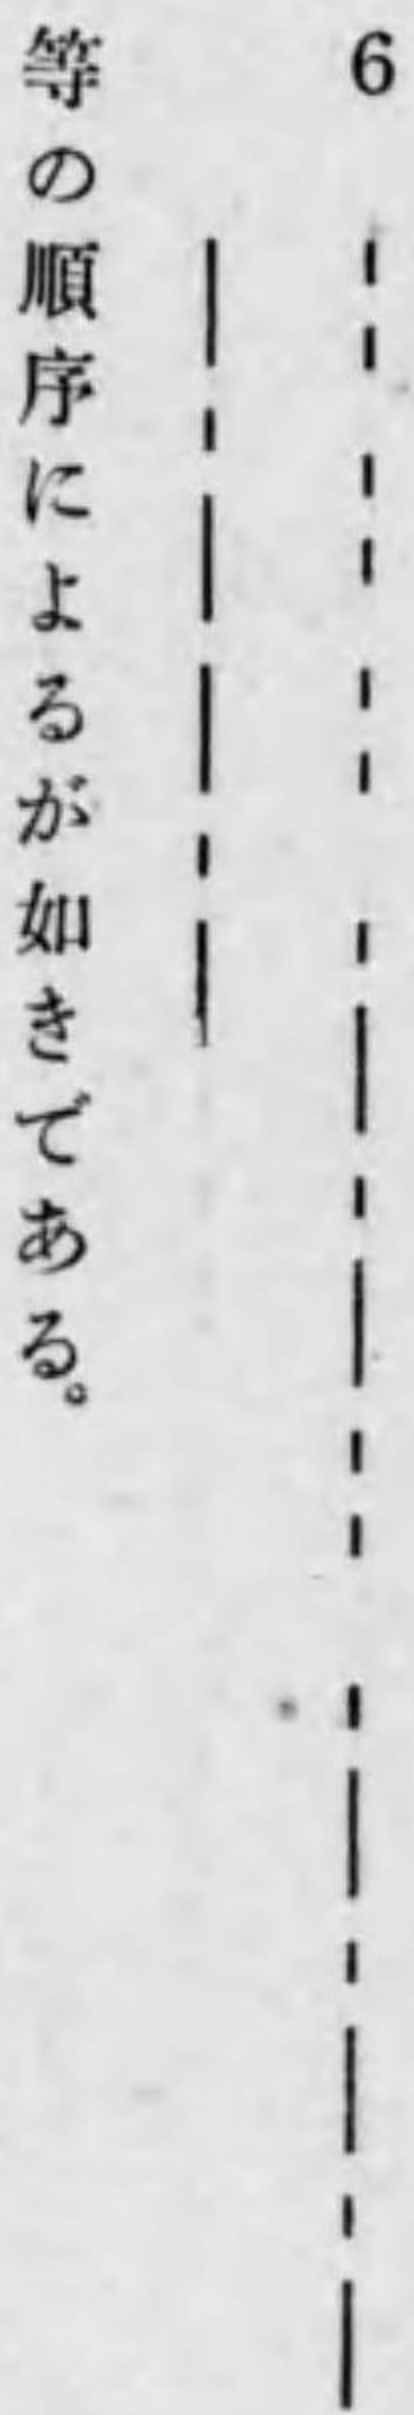 6 - - - - - - - — - — - - - — - — - —
— - — — - —
等の順序によるが如きである。